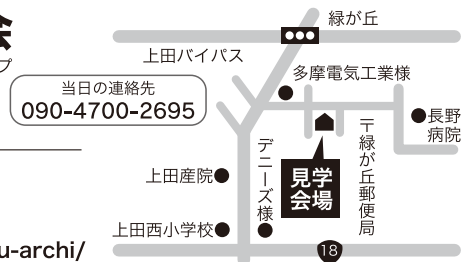 会
プ
緑が丘
上田バイパス
当日の連絡先
090-4700-2695
多摩電気工業様
長野
病院
〒緑が丘郵便局
見学
会場
デニーズ様
上田産院
上田西小学校
18
u-archi/